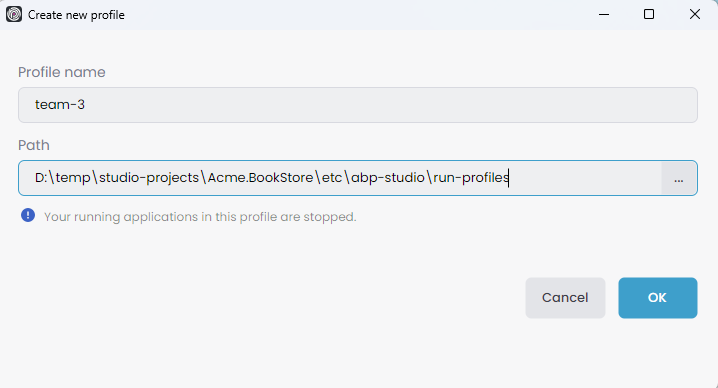 Create new profile
Profile name
team-3
Path
D:\temp\studio-projects\Acme.BookStore\etc\abp-studio\run-profiles
...
Your running applications in this profile are stopped.
Cancel
OK